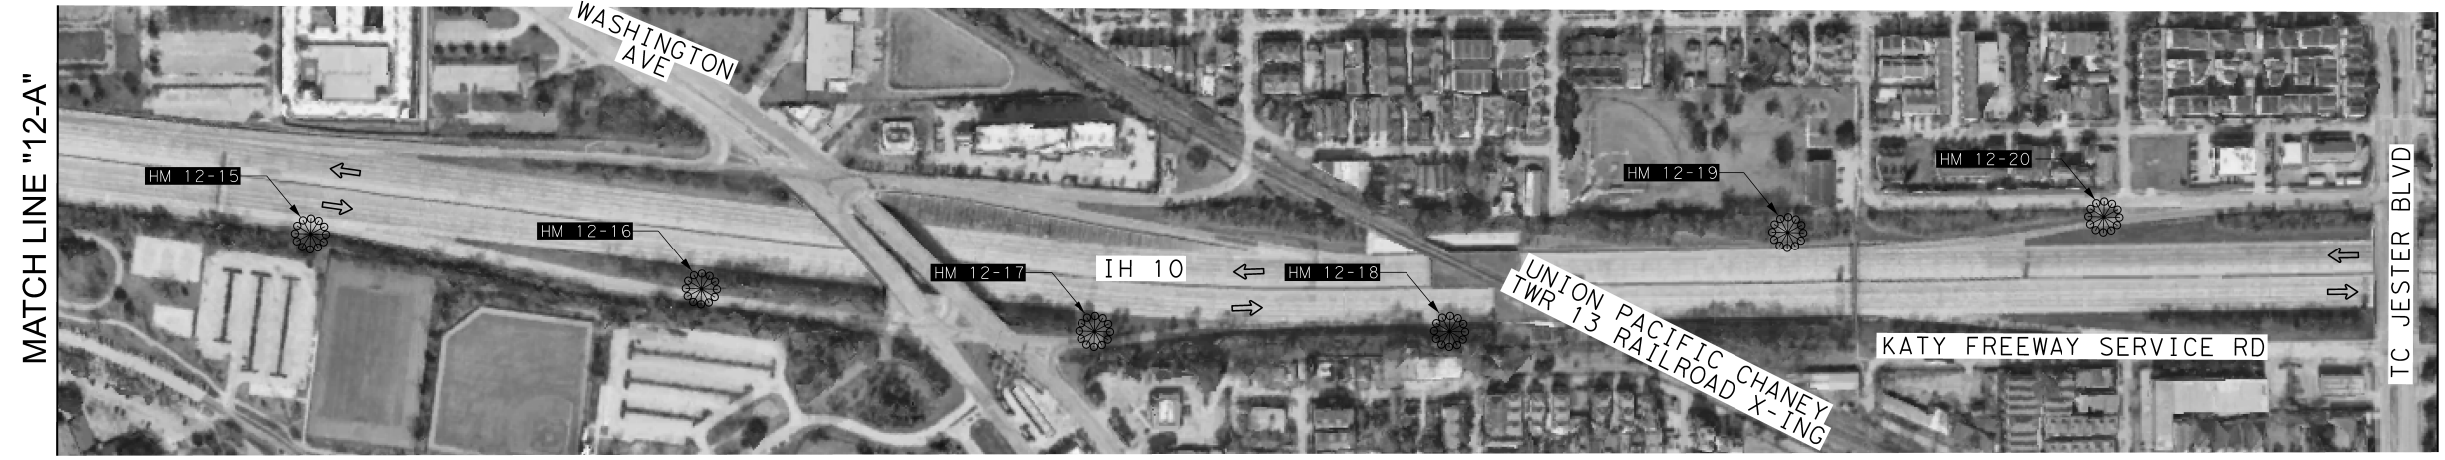 MATCH LINE "12-A"
WASHINGTON
AVE
HM 12-15
HM 12-16
HM 12-17
IH 10
HM 12-18
HM 12-19
HM 12-20
UNION PACIFIC CHANEY
TWR 13 RAILROAD X-ING
KATY FREEWAY SERVICE RD
TC JESTER BLVD